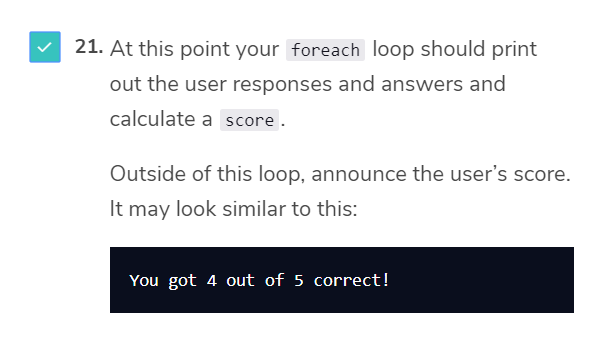 21. At this point your foreach loop should print
out the user responses and answers and
calculate a score.
Outside of this loop, announce the user’s score.
It may look similar to this:
You got 4 out of 5 correct!